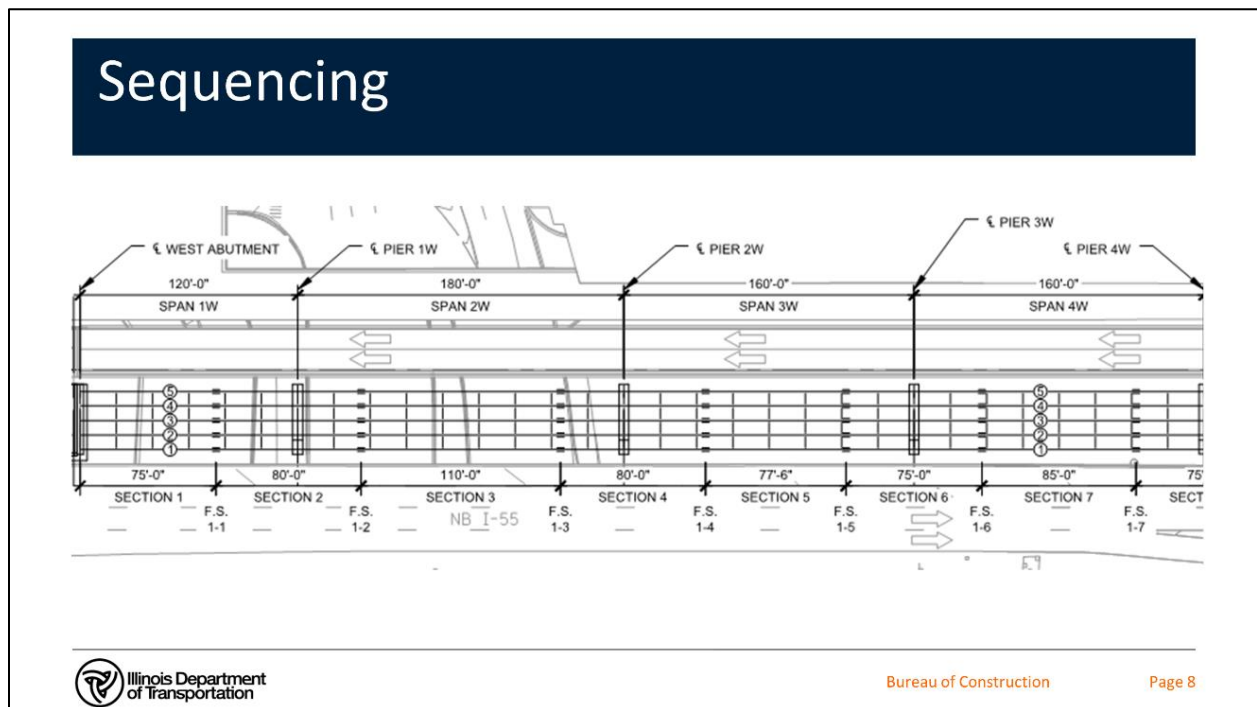 Sequencing
℄ PIER 3W
℄ WEST ABUTMENT
℄ PIER 1W
℄ PIER 2W
℄ PIER 4W
120'-0"
180'-0"
160'-0"
160'-0"
SPAN 1W
SPAN 2W
SPAN 3W
SPAN 4W
5
4
3
2
1
5
4
3
2
1
75'-0"
80'-0"
110'-0"
80'-0"
77'-6"
75'-0"
85'-0"
75'
SECTION 1
SECTION 2
SECTION 3
SECTION 4
SECTION 5
SECTION 6
SECTION 7
SECT
F.S.
1-1
F.S.
1-2
NB I-55
F.S.
1-3
F.S.
1-4
F.S.
1-5
F.S.
1-6
F.S.
1-7
Illinois Department
of Transportation
Bureau of Construction
Page 8